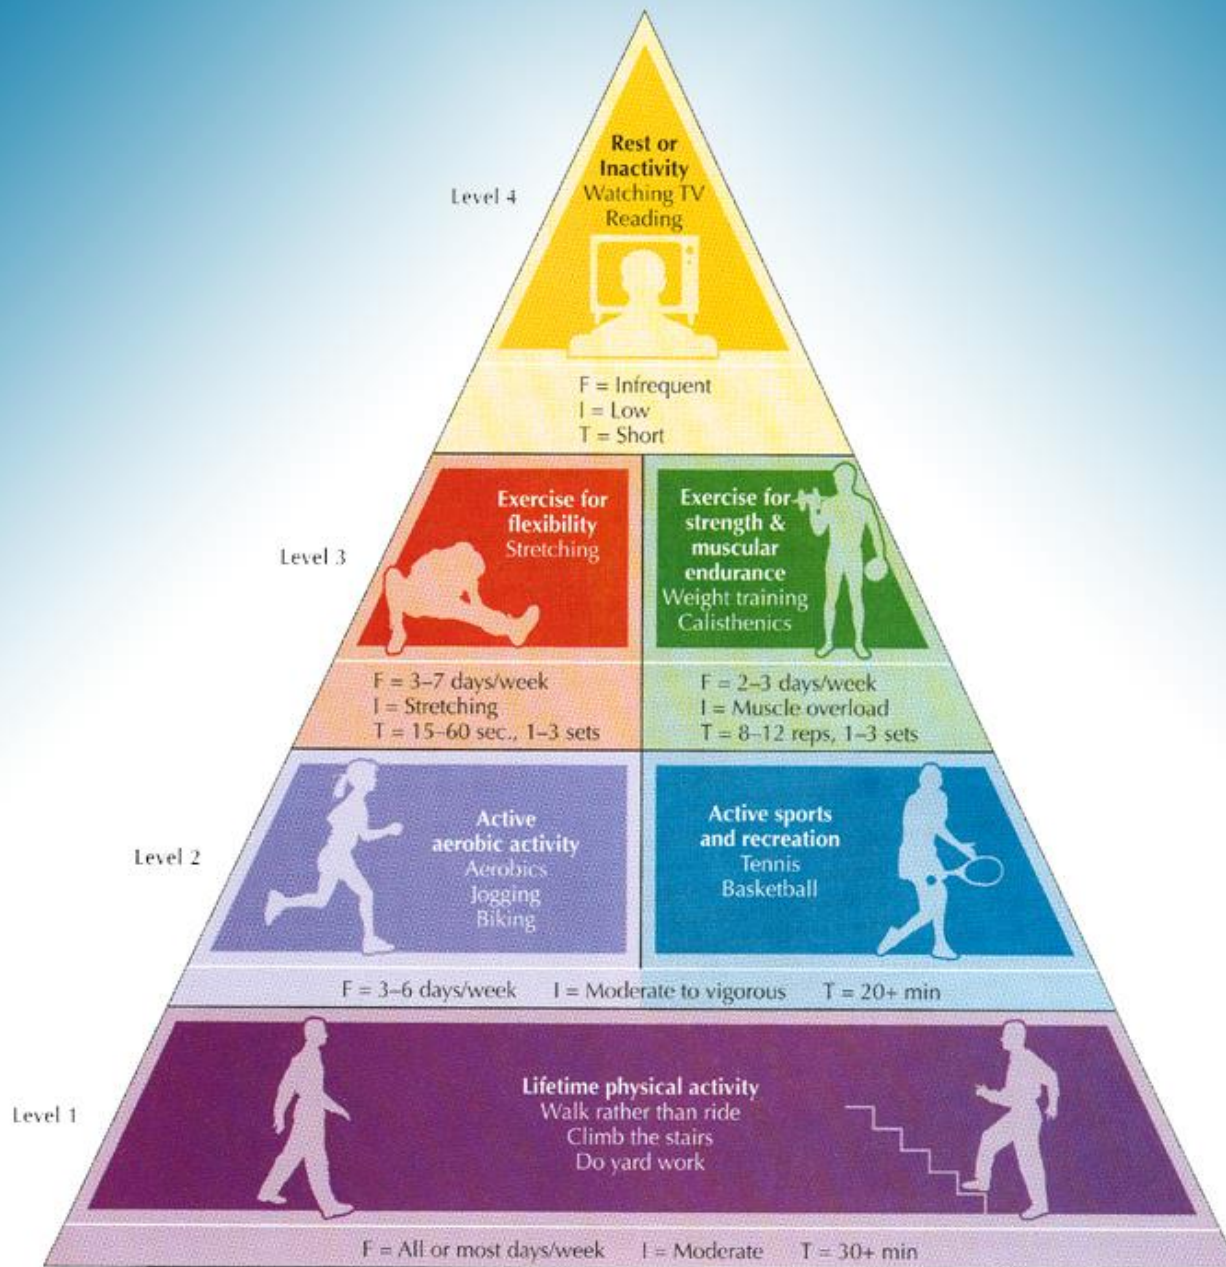 Level 4
Rest or
Inactivity
Watching TV
Reading
F = Infrequent
I = Low
T = Short
Level 3
Exercise for
flexibility
Stretching
F = 3–7 days/week
I = Stretching
T = 15–60 sec., 1–3 sets
Exercise for
strength &
muscular
endurance
Weight training
Calisthenics
F = 2–3 days/week
I = Muscle overload
T = 8–12 reps, 1–3 sets
Level 2
Active
aerobic activity
Aerobics
Jogging
Biking
Active sports
and recreation
Tennis
Basketball
F = 3–6 days/week I = Moderate to vigorous T = 20+ min
Level 1
Lifetime physical activity
Walk rather than ride
Climb the stairs
Do yard work
F = All or most days/week I = Moderate T = 30+ min